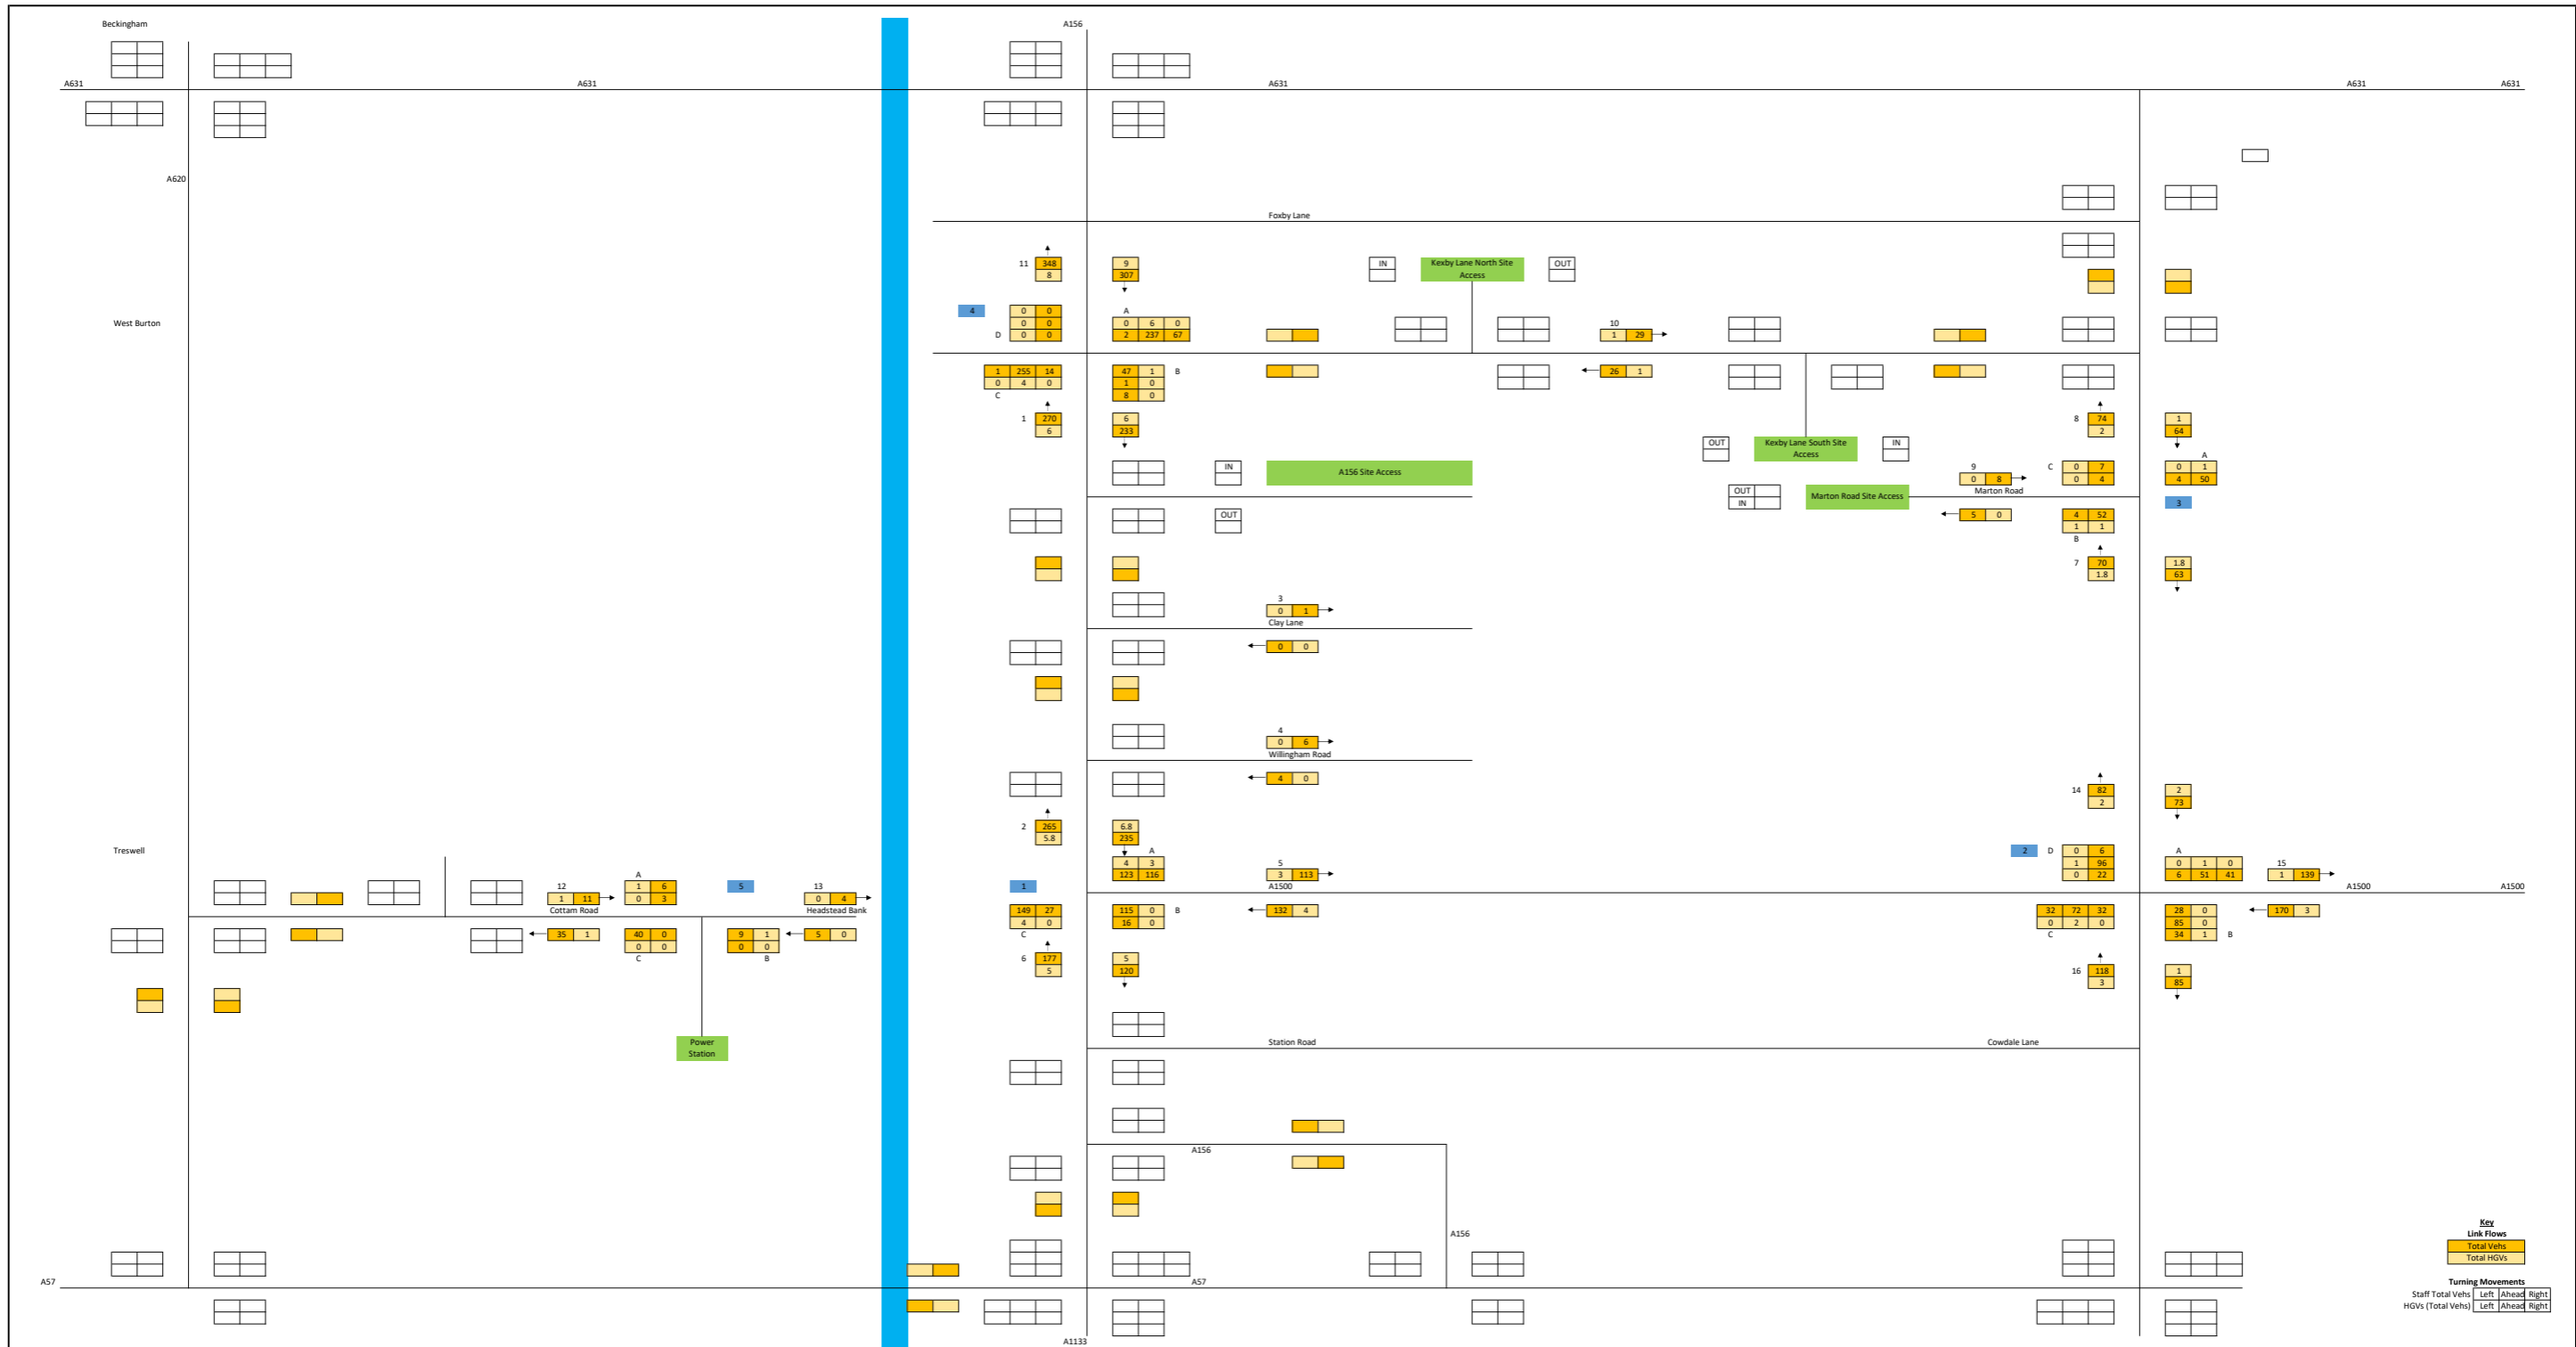 Beckingham
A156
A631 A631 A631 A631 A631
A620
Foxby Lane
11 348 9
8 307
IN Kexby Lane North Site OUT
Access
4 0 0 A
0 0 0 6 0 10
West Burton
D 0 0 2 237 67 1 29
1 255 14 47 1 B 26 1
0 4 0 1 0
C 8 0
1 270 6 8 74 1
6 233 2 64
OUT Kexby Lane South Site IN
Access
A
IN A156 Site Access 9 C 0 7 0 1
0 8 0 4 4 50
OUT Marton Road Site Access Marton Road
IN 3
OUT 5 0 4 52
1 1
B
7 70 1.8
1.8 63
3
0 1
Clay Lane
0 0
4
0 6
Willingham Road
4 0
14 82 2
2 73
2 265 6.8
5.8 235
Treswell
A 2 D 0 6 A
4 3 5 1 96 0 1 0 15
123 116 3 113 0 22 6 51 41 1 139
A
12 1 6 5 13 1 A1500 A1500 A1500
1 11 0 3 0 4
Cottam Road Headstead Bank
149 27 115 0 B 132 4 32 72 32 28 0 170 3
4 0 16 0 0 2 0 85 0
C C 34 1 B
35 1 40 0 9 1 5 0
0 0 0 0
C B
6 177 5 16 118 1
5 120 3 85
Power
Station
Station Road Cowdale Lane
A156
A156
Key
Link Flows
Total Vehs
Total HGVs
A57 A57
Turning Movements
Staff Total Vehs Left Ahead Right
HGVs (Total Vehs) Left Ahead Right
A1133